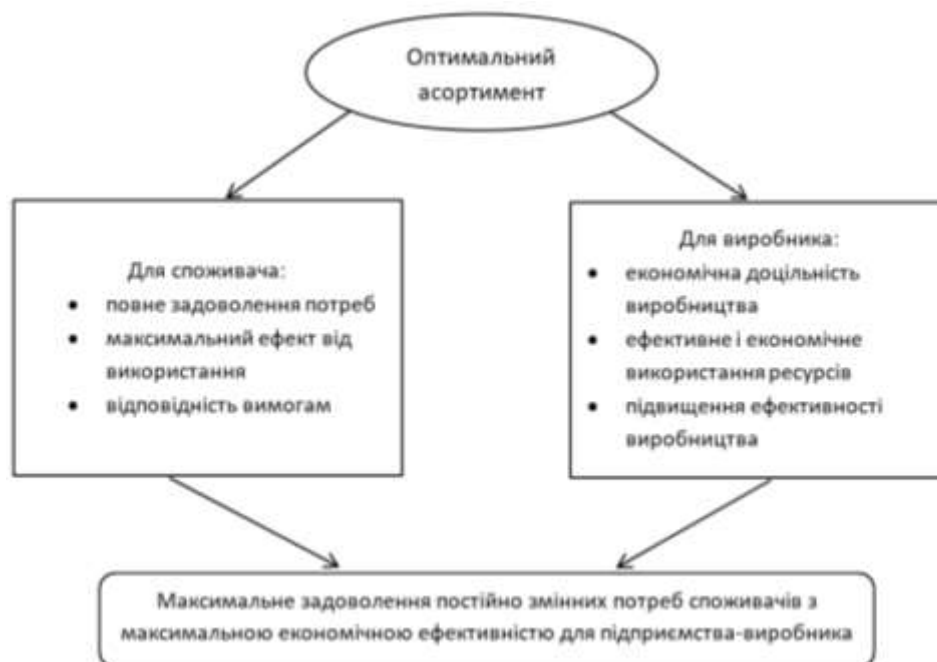 Оптимальний
асортимент
Для споживача:
• повне задоволення потреб
• максимальний ефект від
використання
• відповідність вимогам
Для виробника:
• економічна доцільність
виробництва
• ефективне і економічне
використання ресурсів
• підвищення ефективності
виробництва
Максимальне задоволення постійно змінних потреб споживачів з
максимальною економічною ефективністю для підприємства-виробника